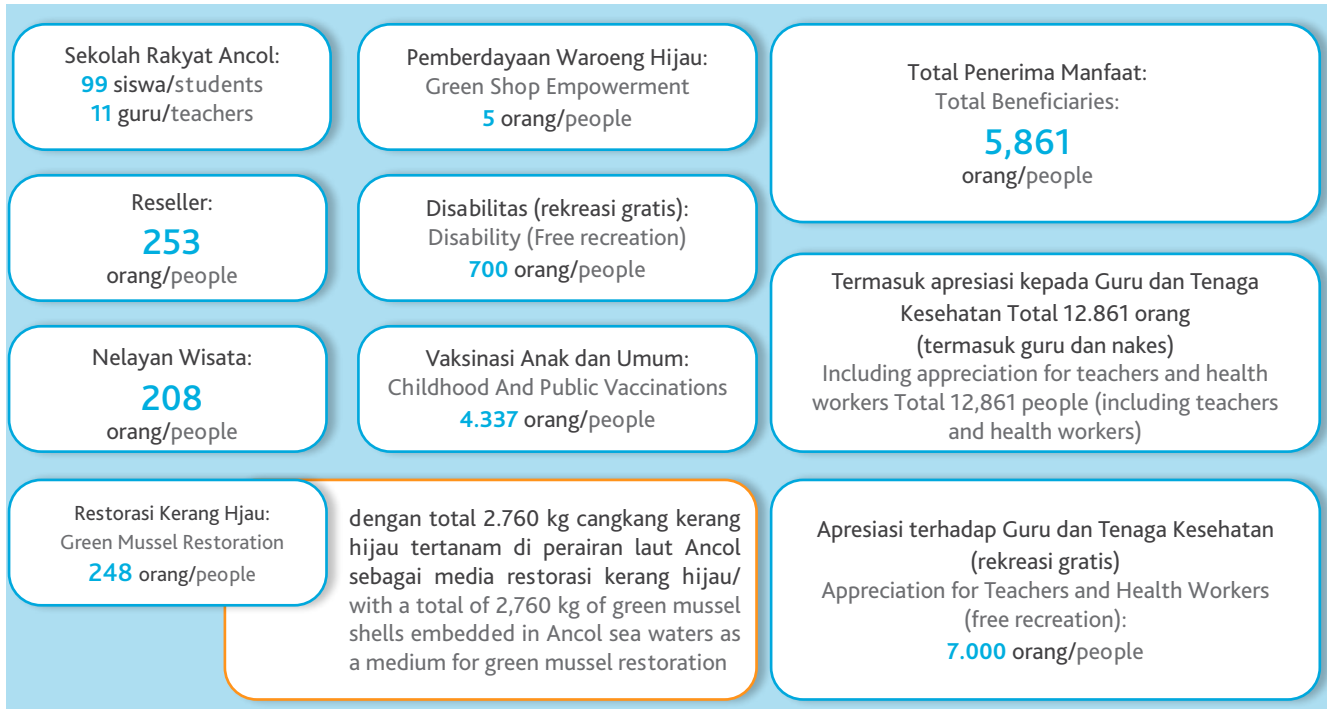 Sekolah Rakyat Ancol:
99 siswa/students
11 guru/teachers
Pemberdayaan Waroeng Hijau:
Green Shop Empowerment
5 orang/people
Total Penerima Manfaat:
Total Beneficiaries:
5,861
orang/people
Reseller:
253
orang/people
Disabilitas (rekreasi gratis):
Disability (Free recreation)
700 orang/people
Termasuk apresiasi kepada Guru dan Tenaga
Kesehatan Total 12.861 orang
(termasuk guru dan nakes)
Including appreciation for teachers and health
workers Total 12,861 people (including teachers
and health workers)
Nelayan Wisata:
208
orang/people
Vaksinasi Anak dan Umum:
Childhood And Public Vaccinations
4.337 orang/people
Restorasi Kerang Hjau:
Green Mussel Restoration
248 orang/people
dengan total 2.760 kg cangkang kerang
hijau tertanam di perairan laut Ancol
sebagai media restorasi kerang hijau/
with a total of 2,760 kg of green mussel
shells embedded in Ancol sea waters as
a medium for green mussel restoration
Apresiasi terhadap Guru dan Tenaga Kesehatan
(rekreasi gratis)
Appreciation for Teachers and Health Workers
(free recreation):
7.000 orang/people